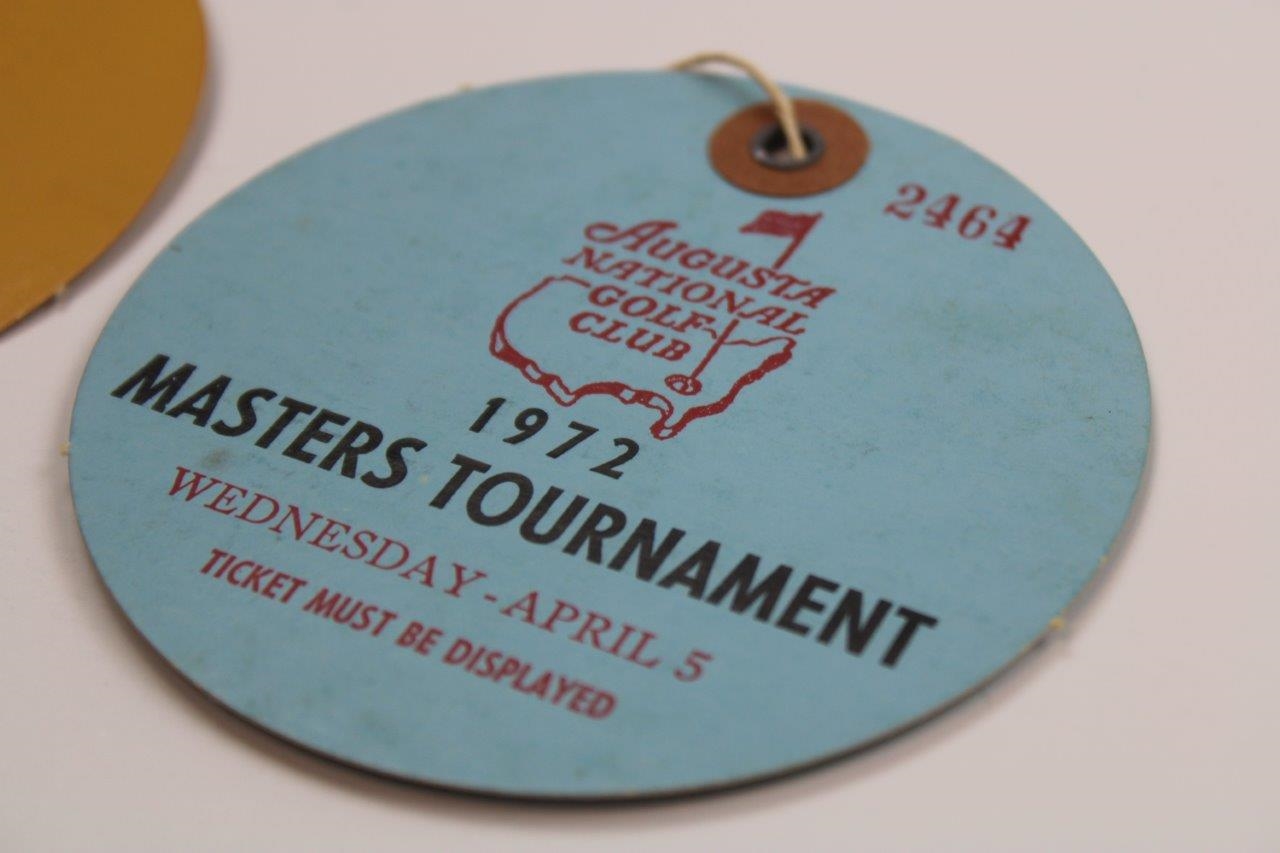 2464
Augusta
National
Golf
Club
1972
MASTERS TOURNAMENT
WEDNESDAY - APRIL 5
TICKET MUST BE DISPLAYED